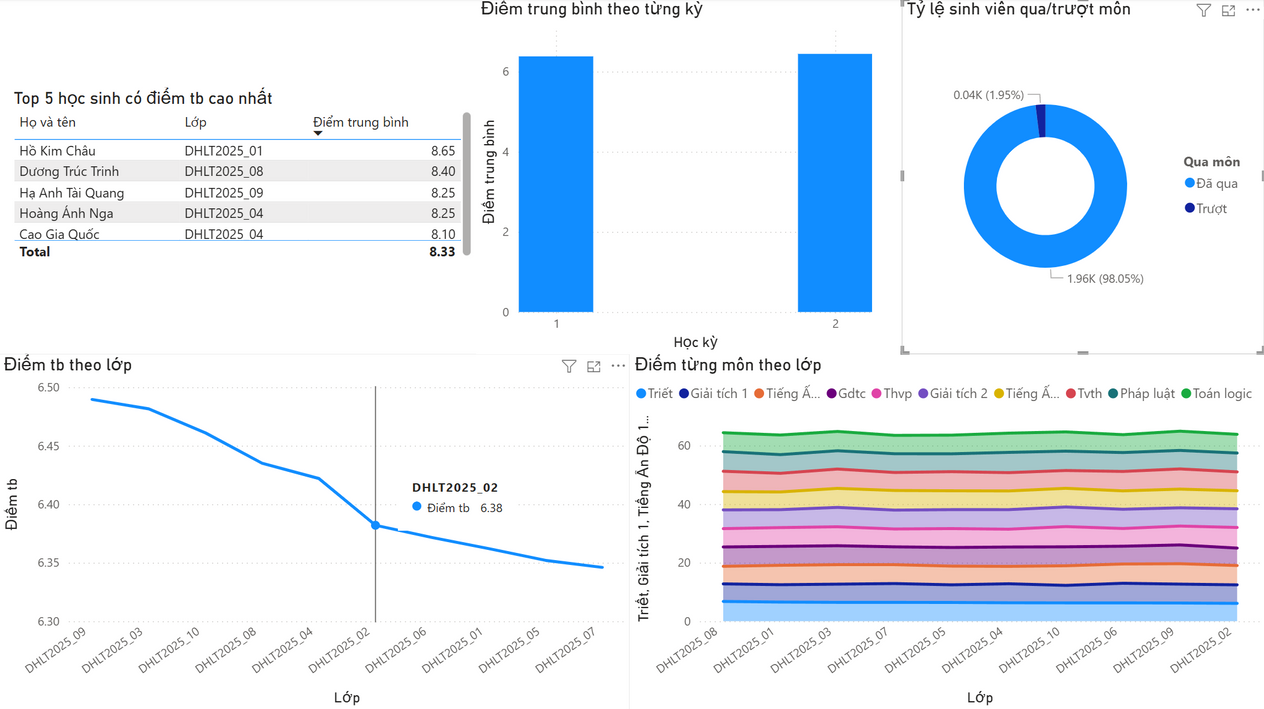 Top 5 học sinh có điểm tb cao nhất
Họ và tên Lớp Điểm trung bình
Hồ Kim Châu DHLT2025_01 8.65
Dương Trúc Trinh DHLT2025_08 8.40
Hạ Anh Tài Quang DHLT2025_09 8.25
Hoàng Ánh Nga DHLT2025_04 8.25
Cao Gia Quốc DHLT2025_04 8.10
Total 8.33
Điểm trung bình theo từng kỳ
Điểm trung bình
6
4
2
0
1 2
Học kỳ
Tỷ lệ sinh viên qua/trượt môn
0.04K (1.95%)
1.96K (98.05%)
Qua môn
Đã qua
Trượt
Điểm tb theo lớp
Điểm tb
6.50
6.45
6.40
6.35
6.30
DHLT2025_02
Điểm tb 6.38
DHLT2025_09 DHLT2025_03 DHLT2025_10 DHLT2025_08 DHLT2025_04 DHLT2025_02 DHLT2025_06 DHLT2025_01 DHLT2025_05 DHLT2025_07
Lớp
Điểm từng môn theo lớp
Triết Giải tích 1 Tiếng Ấ... Gdtc Thvp Giải tích 2 Tiếng Ấ... Tvth Pháp luật Toán logic
Triết, Giải tích 1, Tiếng Ấn Độ 1...
60
40
20
0
DHLT2025_08 DHLT2025_01 DHLT2025_03 DHLT2025_07 DHLT2025_05 DHLT2025_04 DHLT2025_10 DHLT2025_06 DHLT2025_09 DHLT2025_02
Lớp